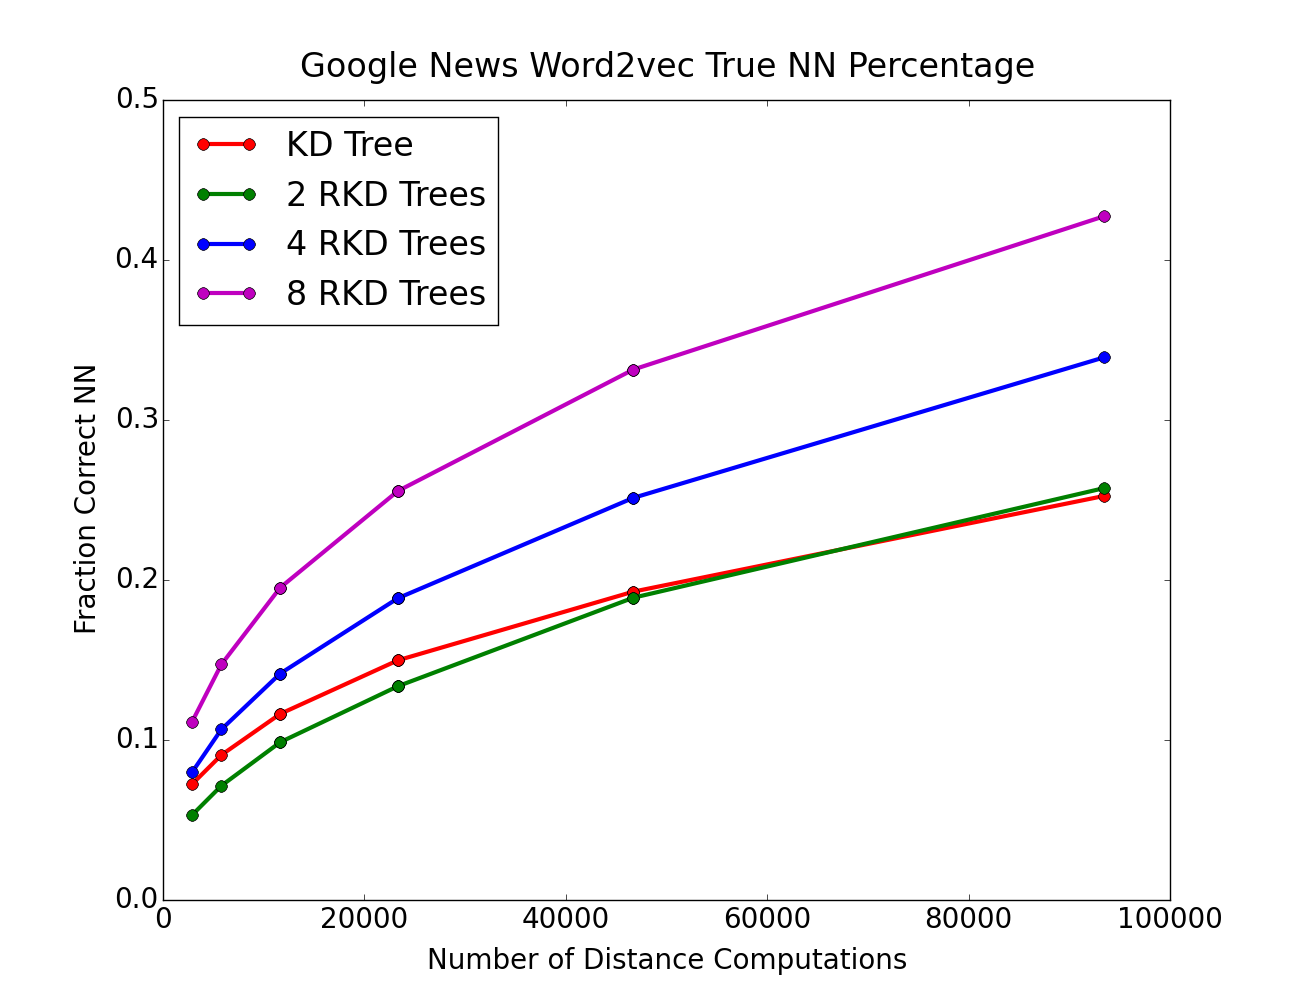 Google News Word2vec True NN Percentage
0.5
0.4
0.3
0.2
0.1
0.0
Fraction Correct NN
KD Tree
2 RKD Trees
4 RKD Trees
8 RKD Trees
0 20000 40000 60000 80000 100000
Number of Distance Computations